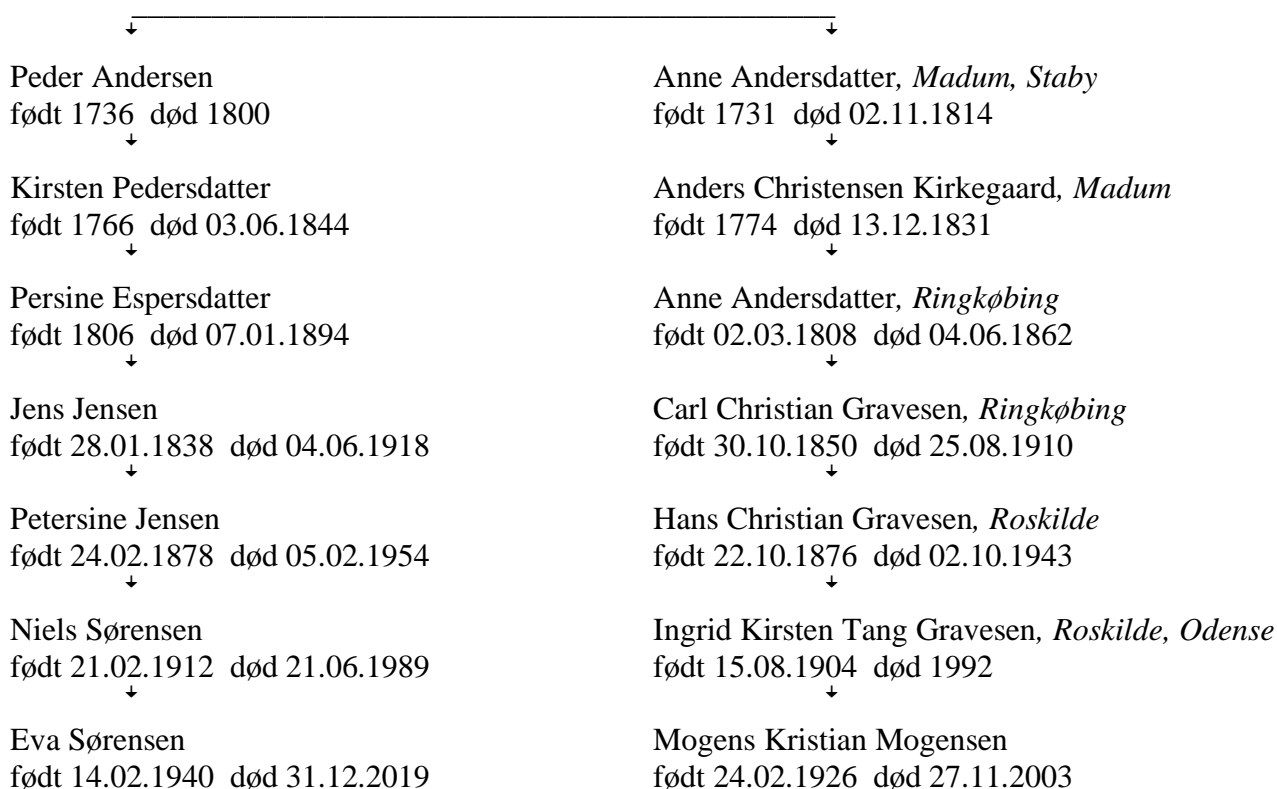 Peder Andersen
født 1736 død 1800
Kirsten Pedersdatter
født 1766 død 03.06.1844
Persine Espersdatter
født 1806 død 07.01.1894
Jens Jensen
født 28.01.1838 død 04.06.1918
Petersine Jensen
født 24.02.1878 død 05.02.1954
Niels Sørensen
født 21.02.1912 død 21.06.1989
Eva Sørensen
født 14.02.1940 død 31.12.2019
Anne Andersdatter, Madum, Staby
født 1731 død 02.11.1814
Anders Christensen Kirkegaard, Madum
født 1774 død 13.12.1831
Anne Andersdatter, Ringkøbing
født 02.03.1808 død 04.06.1862
Carl Christian Gravesen, Ringkøbing
født 30.10.1850 død 25.08.1910
Hans Christian Gravesen, Roskilde
født 22.10.1876 død 02.10.1943
Ingrid Kirsten Tang Gravesen, Roskilde, Odense
født 15.08.1904 død 1992
Mogens Kristian Mogensen
født 24.02.1926 død 27.11.2003